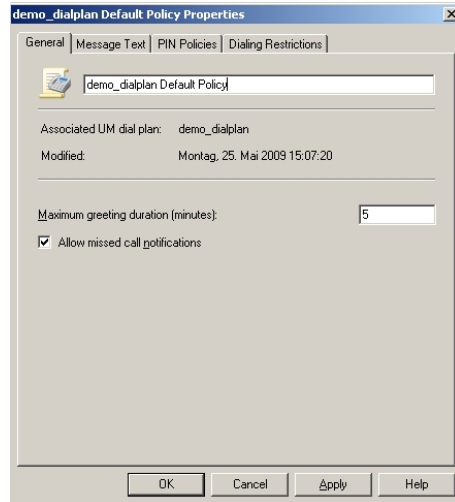 demo_dialplan Default Policy Properties
General Message Text PIN Policies Dialing Restrictions
demo_dialplan Default Policy
Associated UM dial plan: demo_dialplan
Modified: Montag, 25. Mai 2009 15:07:20
Maximum greeting duration (minutes): 5
Allow missed call notifications
OK Cancel Apply Help